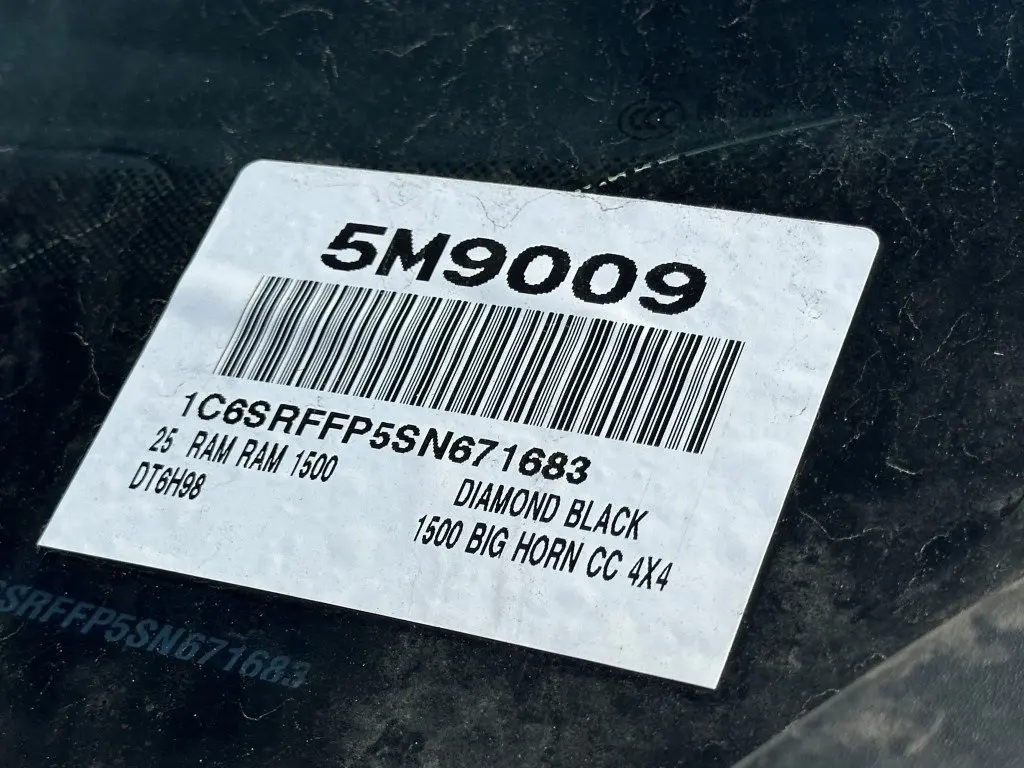 5M9009
1C6SRFFP5SN671683
25 RAM RAM 1500
DIAMOND BLACK
DT6H98
1500 BIG HORN CC 4X4
SRFFP5SN671683